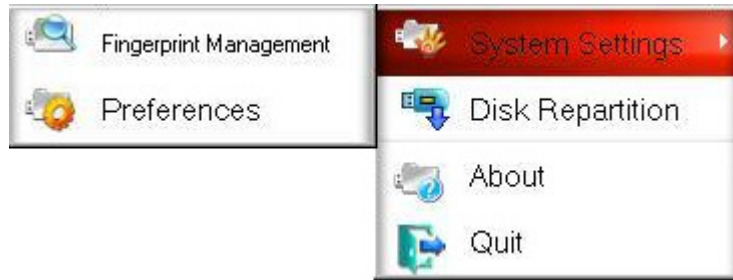 Fingerprint Management
Preferences
System Settings
Disk Repartition
About
Quit